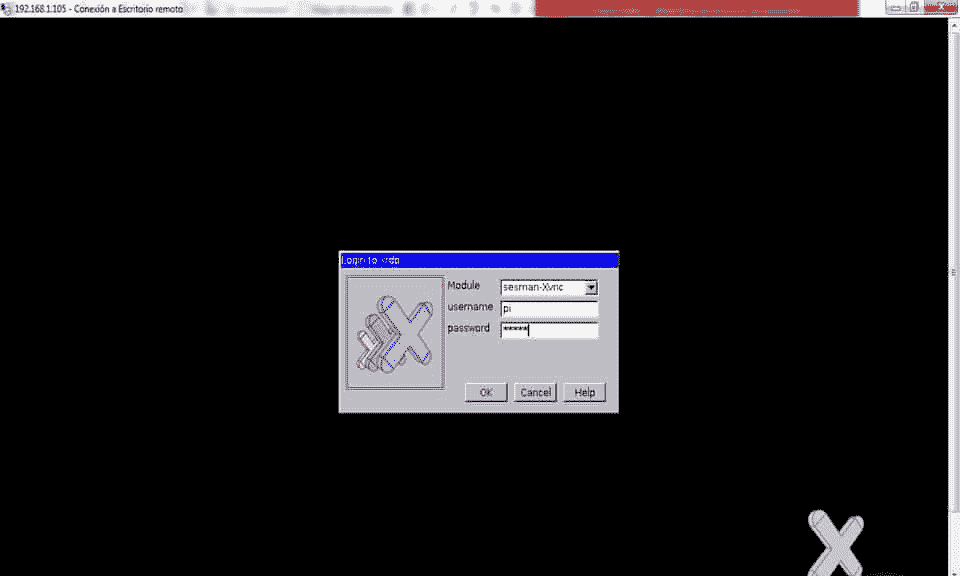 192.168.1.105 - Conexión a Escritorio remoto
Login to xrdp
Module sesman-Xvnc
username pi
password *****
OK Cancel Help